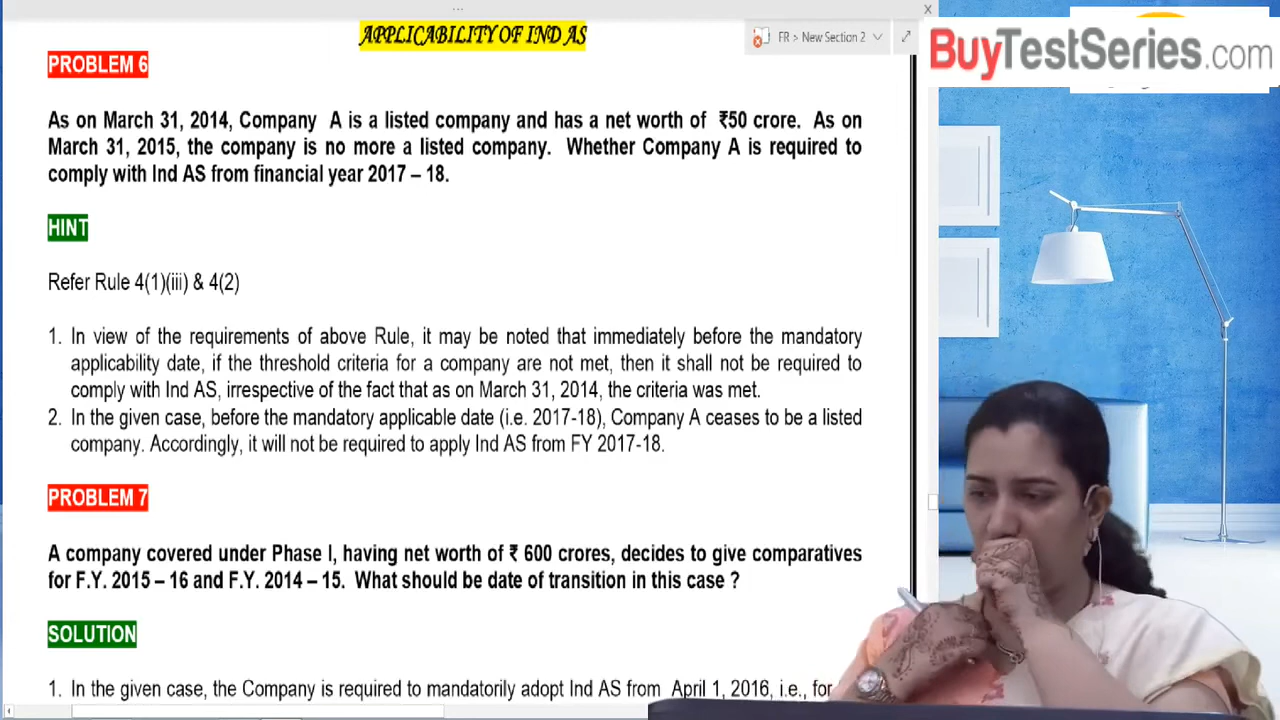 ...
APPLICABILITY OF IND AS
FR > New Section 2
BuyTestSeries.com
PROBLEM 6
As on March 31, 2014, Company A is a listed company and has a net worth of ₹50 crore. As on
March 31, 2015, the company is no more a listed company. Whether Company A is required to
comply with Ind AS from financial year 2017 – 18.
HINT
Refer Rule 4(1)(iii) & 4(2)
1. In view of the requirements of above Rule, it may be noted that immediately before the mandatory
applicability date, if the threshold criteria for a company are not met, then it shall not be required to
comply with Ind AS, irrespective of the fact that as on March 31, 2014, the criteria was met.
2. In the given case, before the mandatory applicable date (i.e. 2017-18), Company A ceases to be a listed
company. Accordingly, it will not be required to apply Ind AS from FY 2017-18.
PROBLEM 7
A company covered under Phase I, having net worth of ₹ 600 crores, decides to give comparatives
for F.Y. 2015 – 16 and F.Y. 2014 – 15. What should be date of transition in this case ?
SOLUTION
1. In the given case, the Company is required to mandatorily adopt Ind AS from April 1, 2016, i.e., for